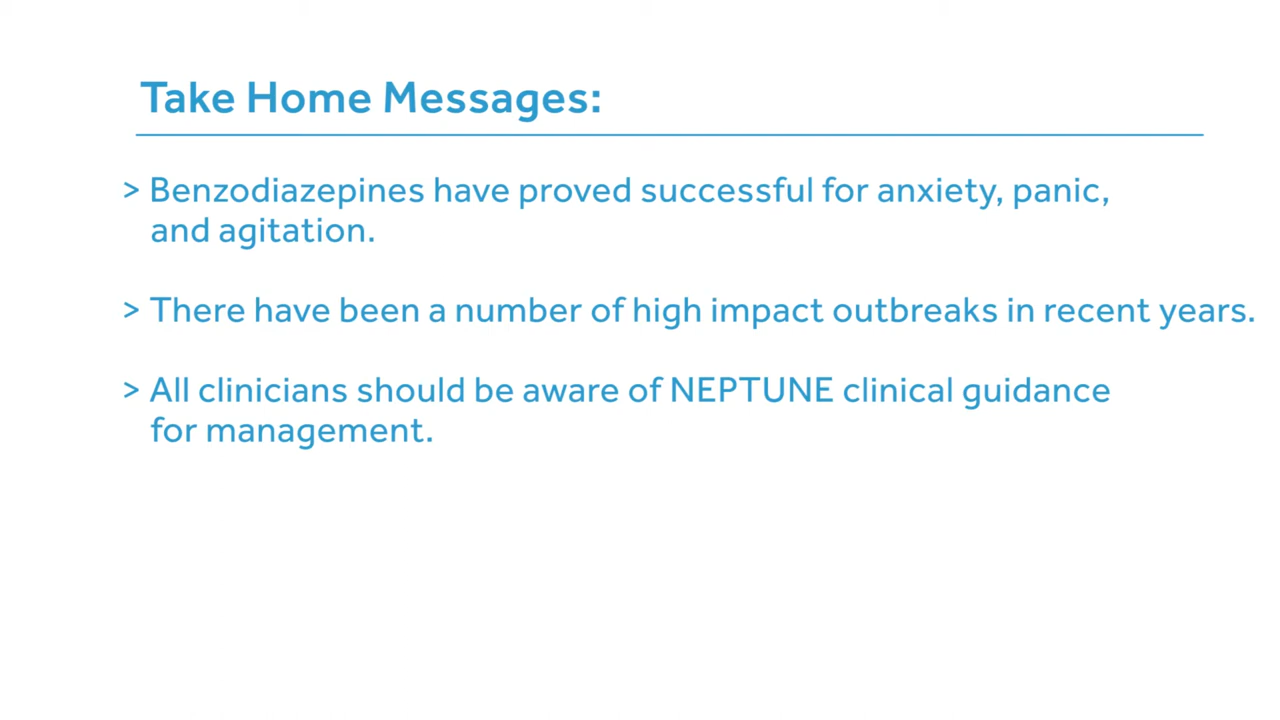 Take Home Messages:
> Benzodiazepines have proved successful for anxiety, panic,
and agitation.
> There have been a number of high impact outbreaks in recent years.
> All clinicians should be aware of NEPTUNE clinical guidance
for management.